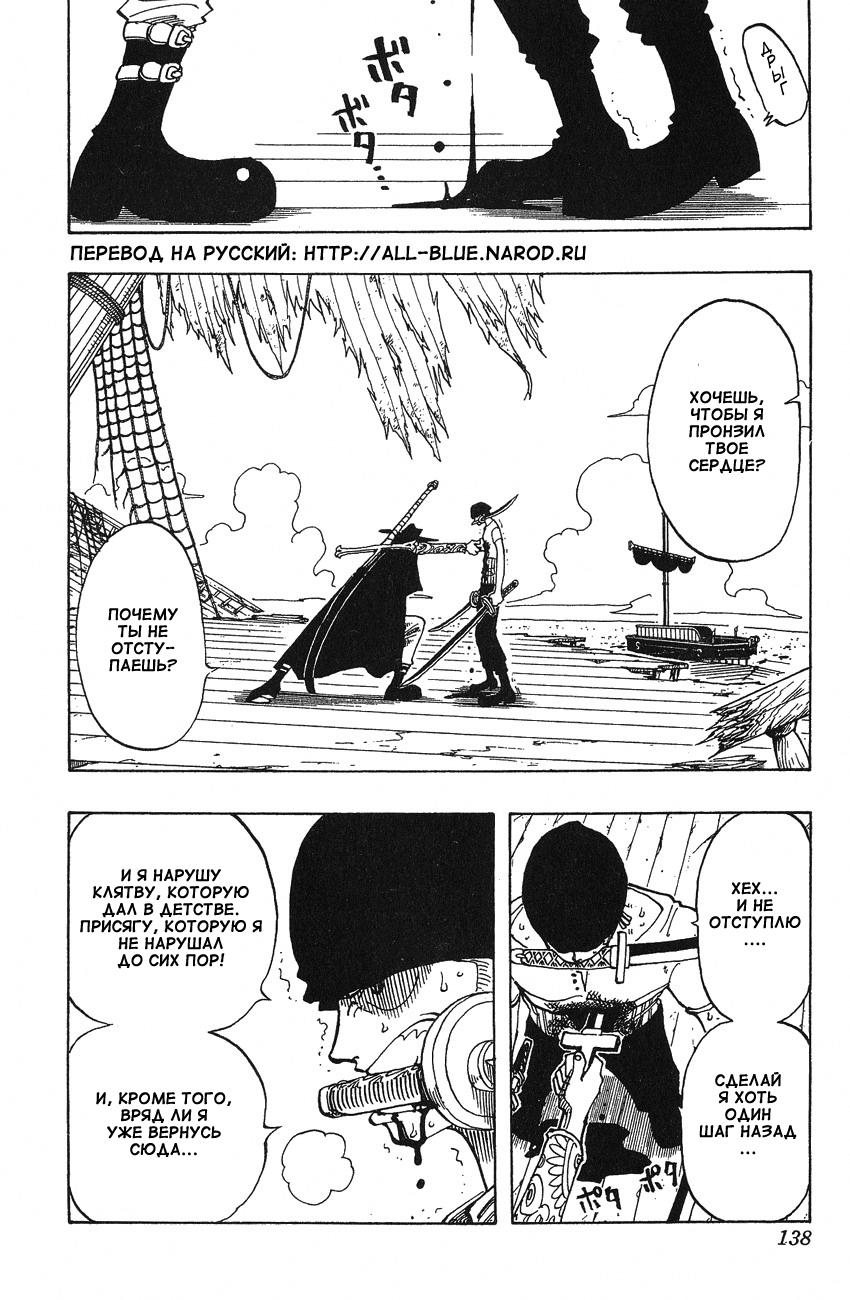 ДРЫГ
ボタ
ボタ…
ПЕРЕВОД НА РУССКИЙ: HTTP://ALL-BLUE.NAROD.RU
ХОЧЕШЬ,
ЧТОБЫ Я
ПРОНЗИЛ
ТВОЕ
СЕРДЦЕ?
ПОЧЕМУ
ТЫ НЕ
ОТСТУ-
ПАЕШЬ?
ХЕХ...
И НЕ
ОТСТУПЛЮ
....
СДЕЛАЙ
Я ХОТЬ
ОДИН
ШАГ НАЗАД
...
ポタ
ポタ
И Я НАРУШУ
КЛЯТВУ, КОТОРУЮ
ДАЛ В ДЕТСТВЕ.
ПРИСЯГУ, КОТОРУЮ Я
НЕ НАРУШАЛ
ДО СИХ ПОР!
И, КРОМЕ ТОГО,
ВРЯД ЛИ Я
УЖЕ ВЕРНУСЬ
СЮДА...
138